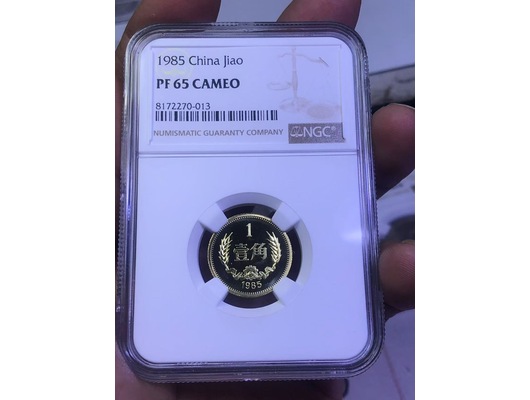 1985 China Jiao
PF 65 CAMEO
8172270-013
NUMISMATIC GUARANTY COMPANY
NGC®
1
壹角
1985